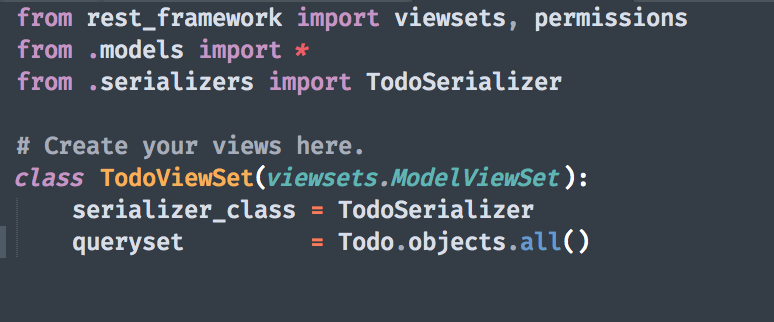 from rest_framework import viewsets, permissions
from .models import *
from .serializers import TodoSerializer
# Create your views here.
class TodoViewSet(viewsets.ModelViewSet):
    serializer_class = TodoSerializer
    queryset         = Todo.objects.all()